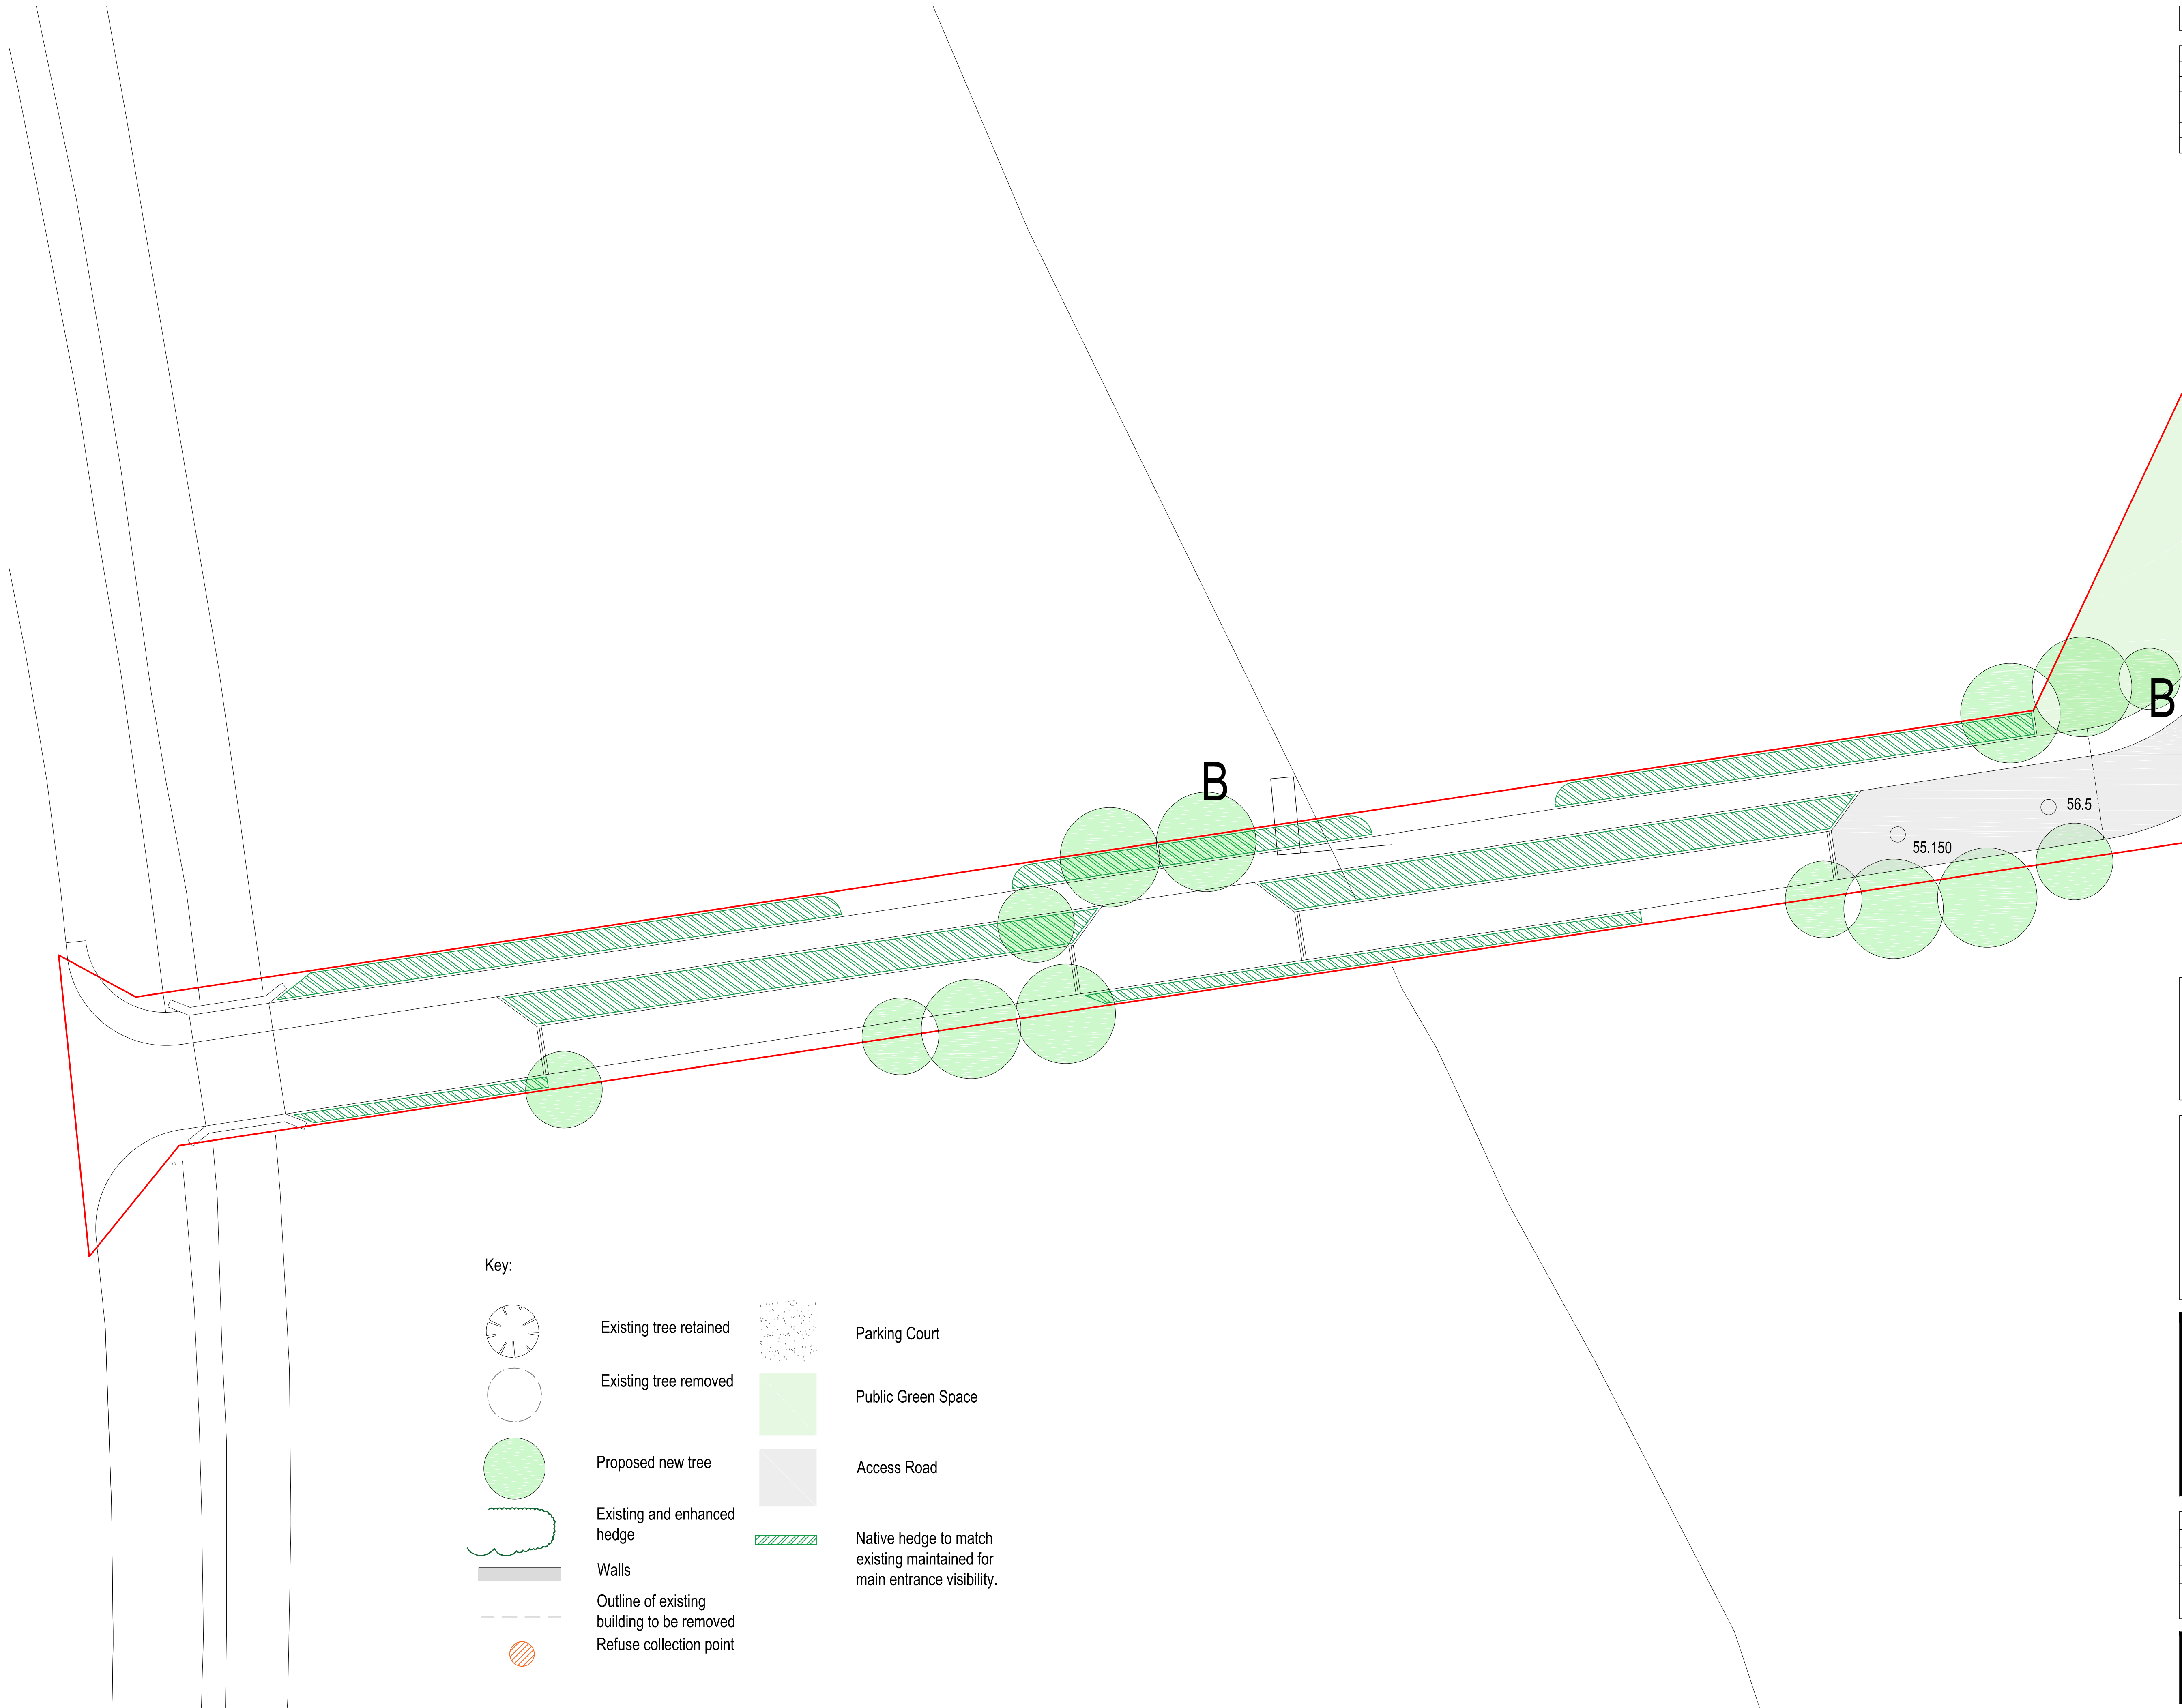 B
B
56.5
55.150
Key:
Existing tree retained
Existing tree removed
Proposed new tree
Existing and enhanced
hedge
Walls
Outline of existing
building to be removed
Refuse collection point
Parking Court
Public Green Space
Access Road
Native hedge to match
existing maintained for
main entrance visibility.